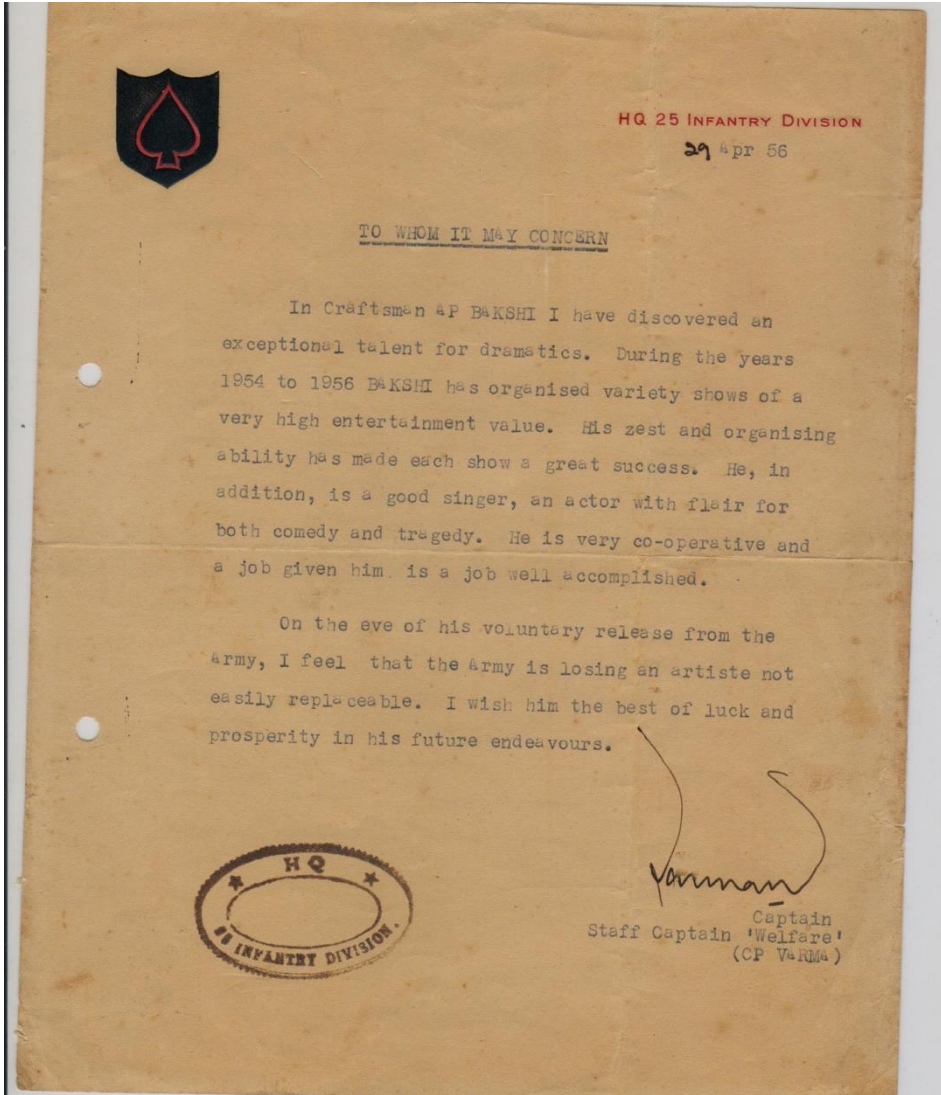 HQ 25 INFANTRY DIVISION
29 Apr 56
TO WHOM IT MAY CONCERN
In Craftsman AP BAKSHI I have discovered an
exceptional talent for dramatics. During the years
1954 to 1956 BAKSHI has organised variety shows of a
very high entertainment value. His zest and organising
ability has made each show a great success. He, in
addition, is a good singer, an actor with flair for
both comedy and tragedy. He is very co-operative and
a job given him is a job well accomplished.
On the eve of his voluntary release from the
Army, I feel that the Army is losing an artiste not
easily replaceable. I wish him the best of luck and
prosperity in his future endeavours.
Captain
Staff Captain 'Welfare'
(CP VARMA)
HQ
25 INFANTRY DIVISION.